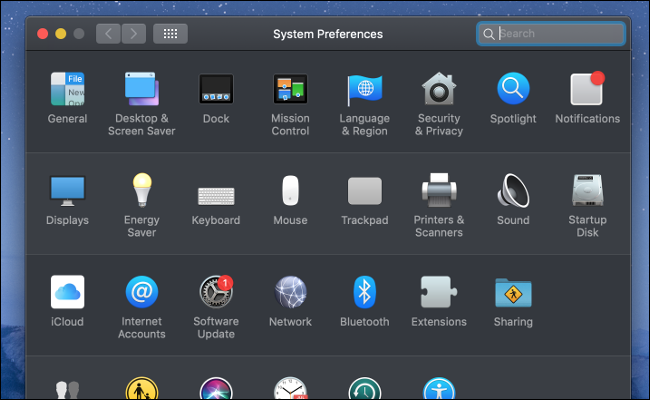 System Preferences
Search
File
New
General
Desktop &
Screen Saver
Dock
Mission
Control
Language
& Region
Security
& Privacy
Spotlight
Notifications
Displays
Energy
Saver
Keyboard
Mouse
Trackpad
Printers &
Scanners
Sound
Startup
Disk
iCloud
@
Internet
Accounts
1
Software
Update
Network
Bluetooth
Extensions
Sharing